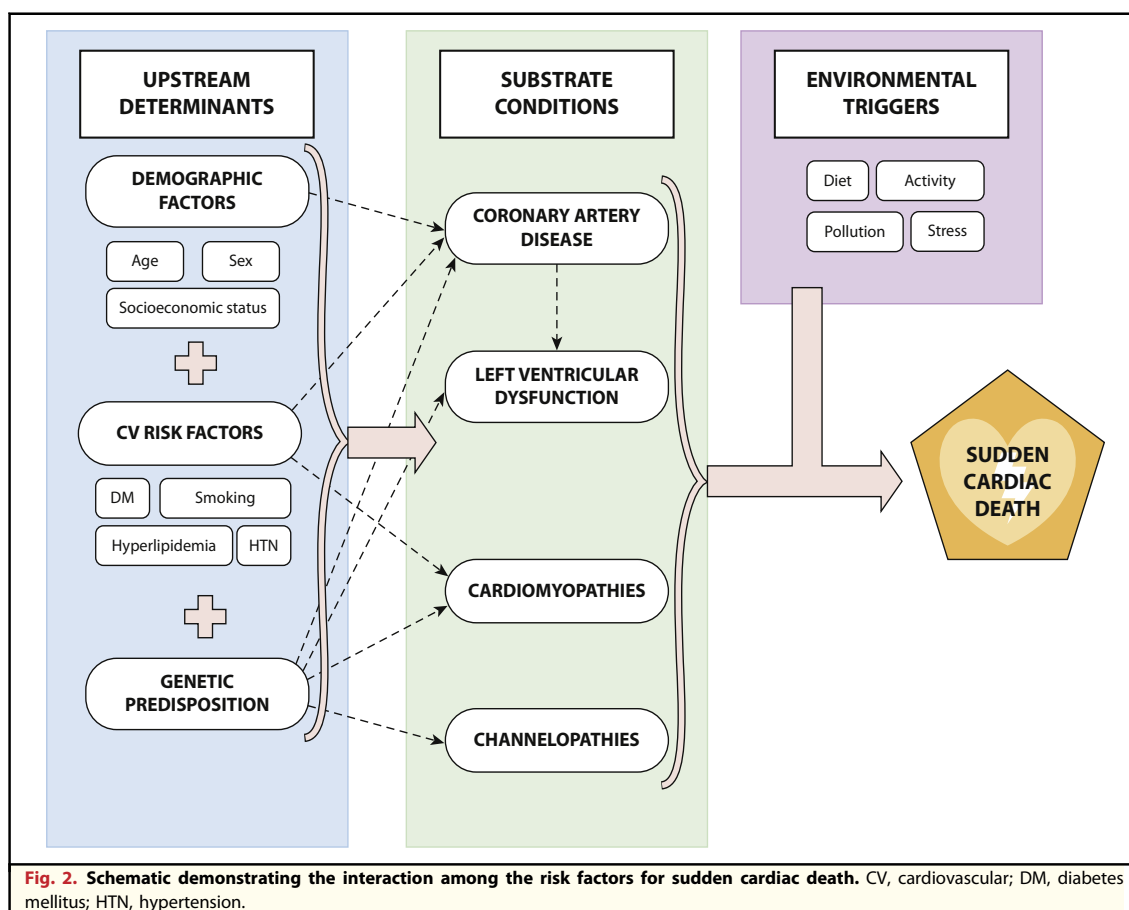 UPSTREAM
DETERMINANTS
DEMOGRAPHIC
FACTORS
Age
Sex
Socioeconomic status
CV RISK FACTORS
DM
Smoking
Hyperlipidemia
HTN
GENETIC
PREDISPOSITION
SUBSTRATE
CONDITIONS
CORONARY ARTERY
DISEASE
LEFT VENTRICULAR
DYSFUNCTION
CARDIOMYOPATHIES
CHANNELOPATHIES
ENVIRONMENTAL
TRIGGERS
Diet
Activity
Pollution
Stress
SUDDEN
CARDIAC
DEATH
Fig. 2. Schematic demonstrating the interaction among the risk factors for sudden cardiac death. CV, cardiovascular; DM, diabetes
mellitus; HTN, hypertension.